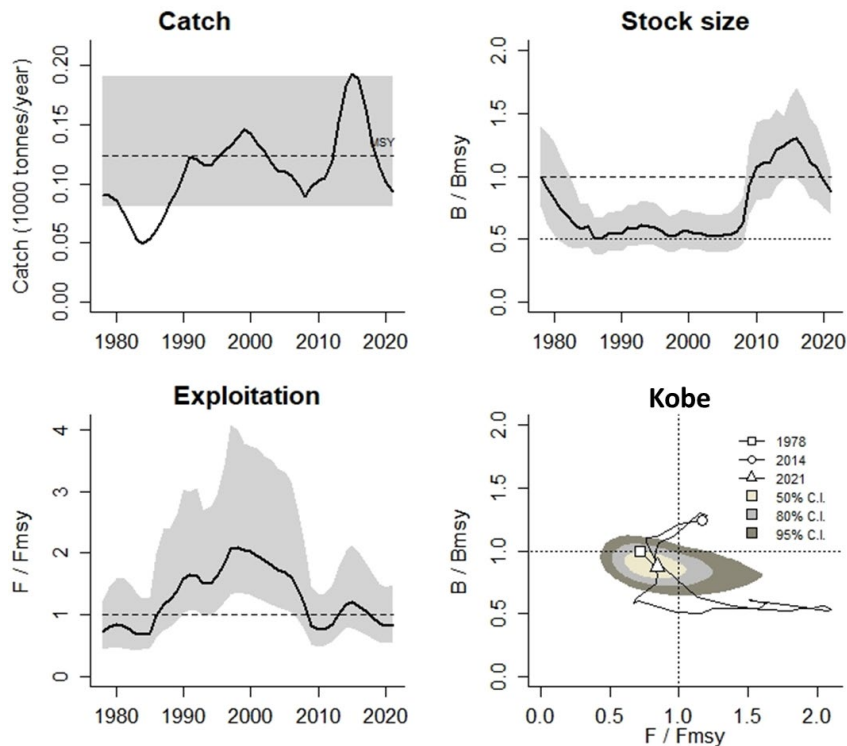 Catch
Catch (1000 tonnes/year)
0.20
0.15
0.10
0.05
0.00
MSY
1980 1990 2000 2010 2020
Stock size
B / Bmsy
2.0
1.5
1.0
0.5
0.0
1980 1990 2000 2010 2020
Exploitation
F / Fmsy
4
3
2
1
0
1980 1990 2000 2010 2020
Kobe
B / Bmsy
2.0
1.5
1.0
0.5
0.0
1978
2014
2021
50% C.I.
80% C.I.
95% C.I.
0.0 0.5 1.0 1.5 2.0
F / Fmsy